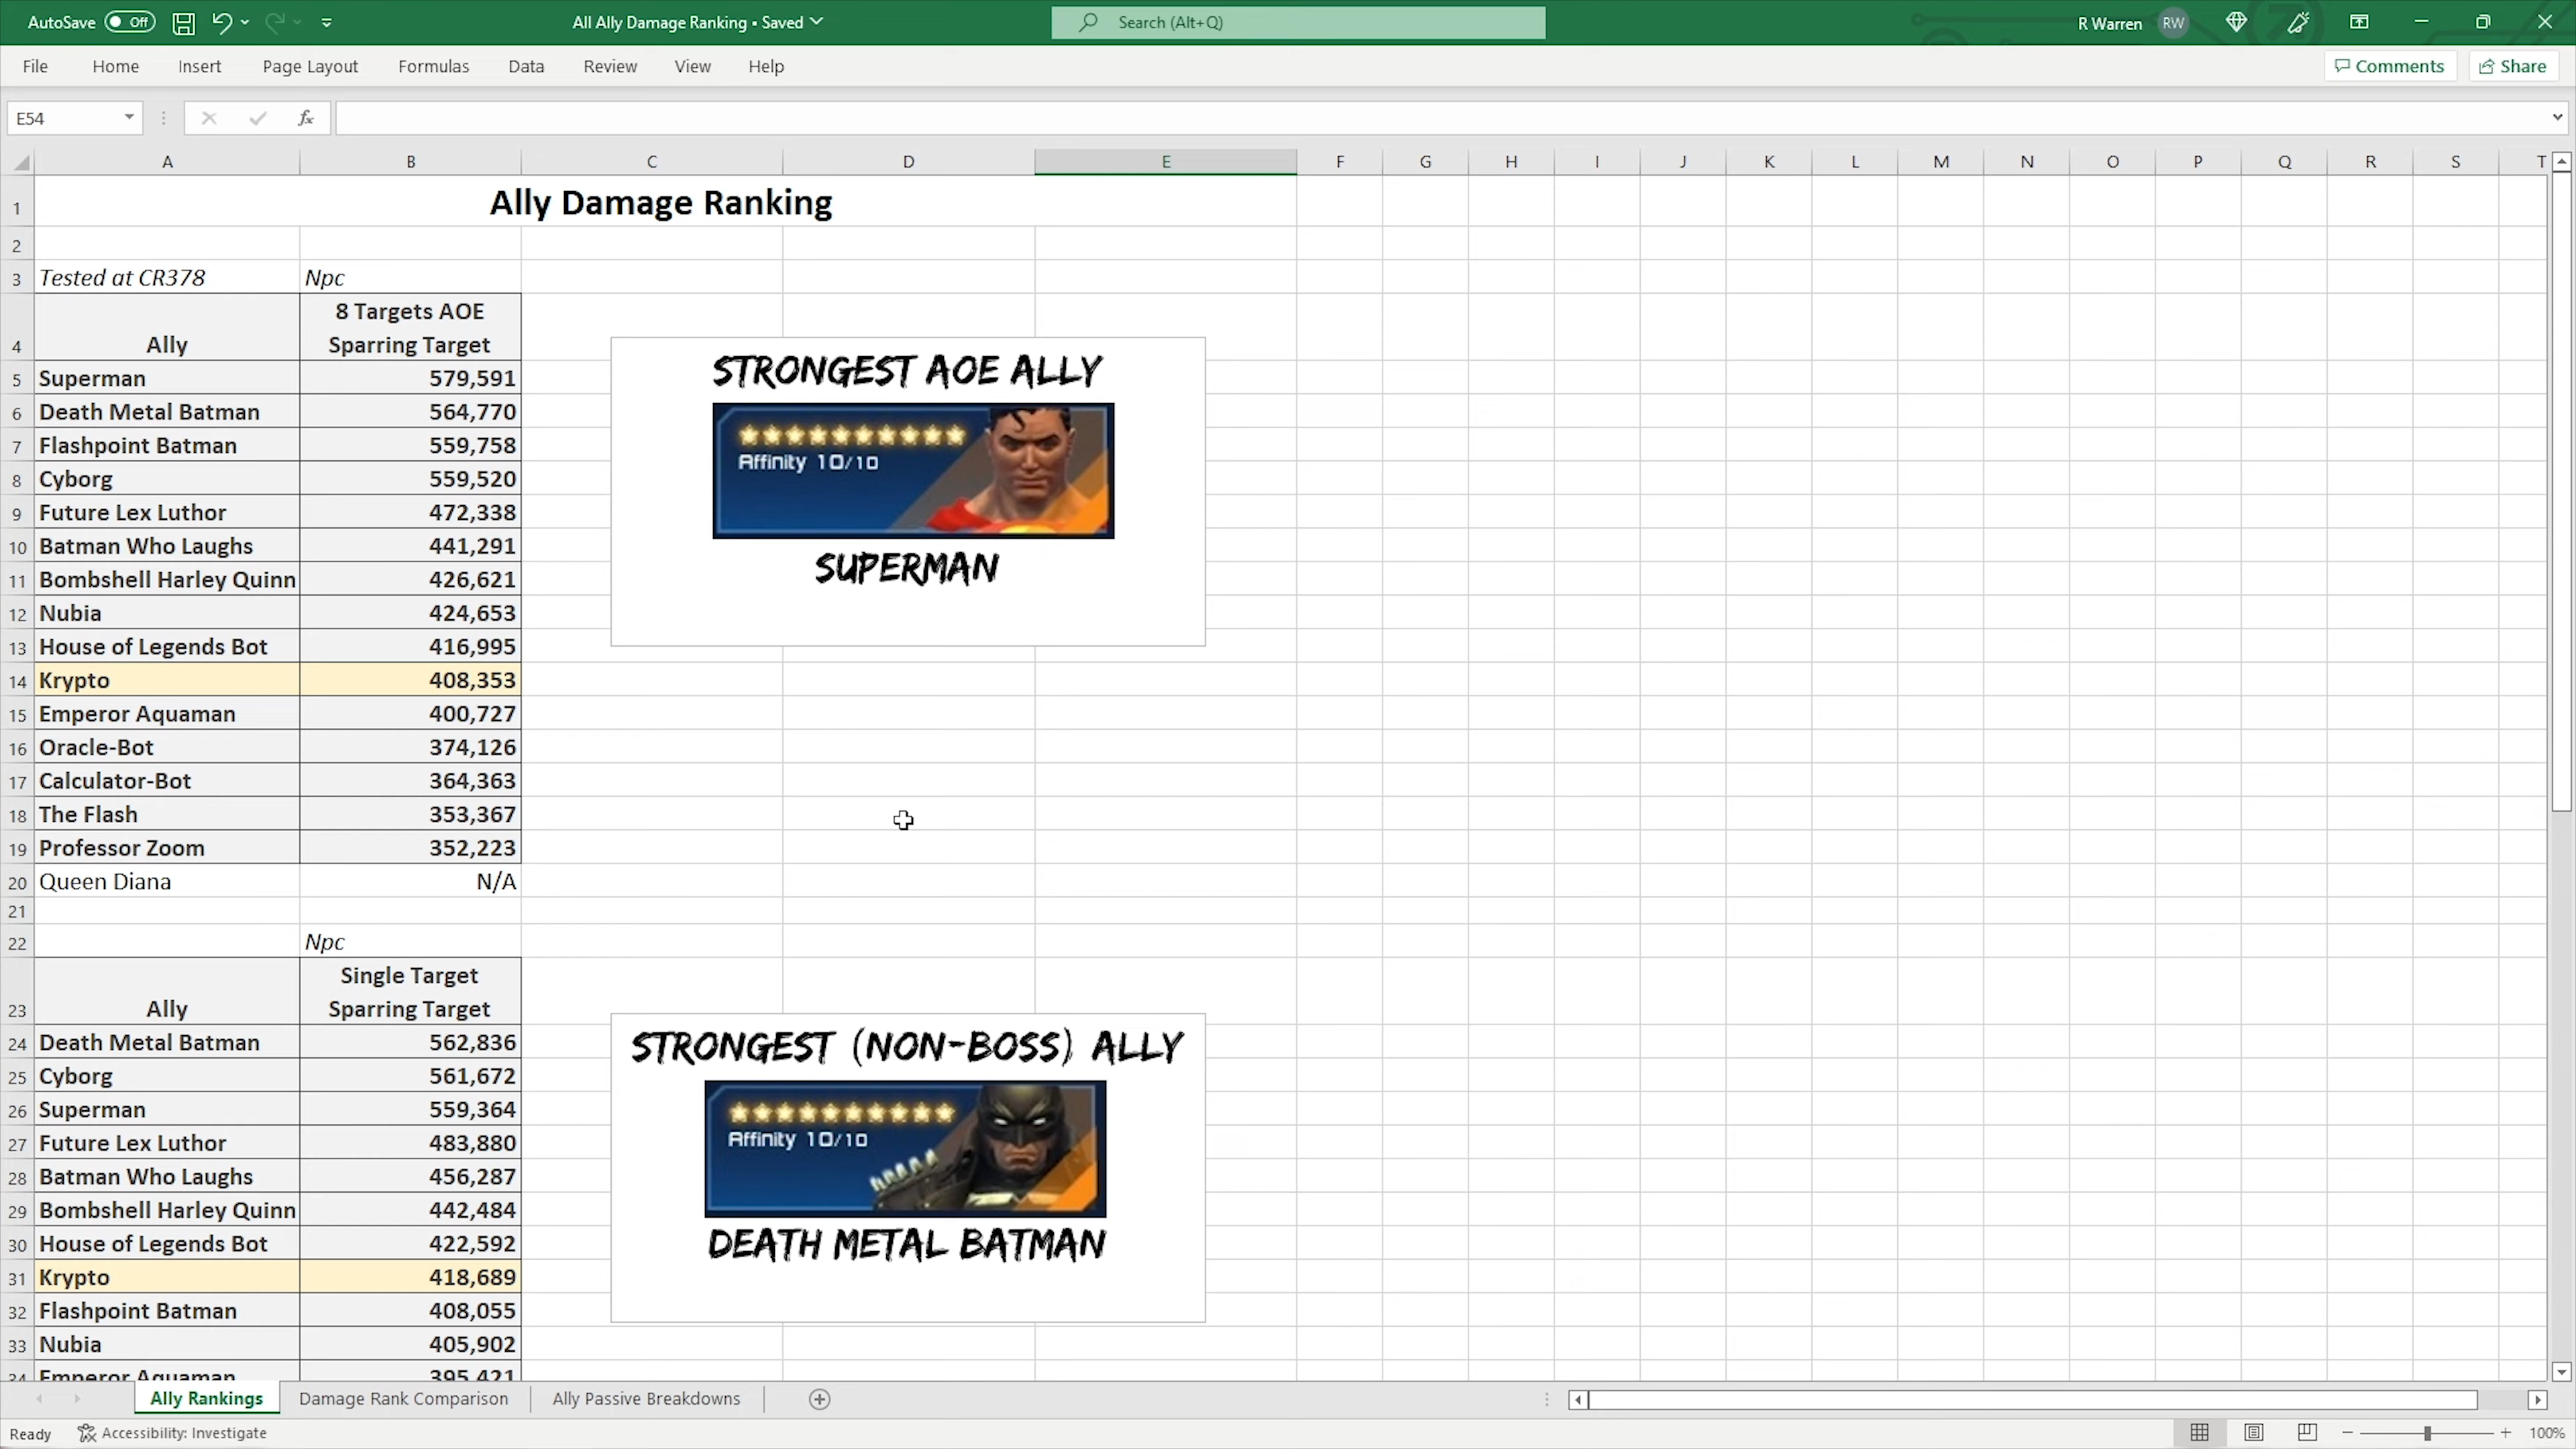 AutoSave Off
All Ally Damage Ranking • Saved
Search (Alt+Q)
R Warren RW
File Home Insert Page Layout Formulas Data Review View Help
Comments Share
E54 fx
A B C D E F G H I J K L M N O P Q R S T
1 Ally Damage Ranking
2
3 Tested at CR378 Npc
8 Targets AOE
4 Ally Sparring Target
5 Superman 579,591
6 Death Metal Batman 564,770
7 Flashpoint Batman 559,758
8 Cyborg 559,520
9 Future Lex Luthor 472,338
10 Batman Who Laughs 441,291
11 Bombshell Harley Quinn 426,621
12 Nubia 424,653
13 House of Legends Bot 416,995
14 Krypto 408,353
15 Emperor Aquaman 400,727
16 Oracle-Bot 374,126
17 Calculator-Bot 364,363
18 The Flash 353,367
19 Professor Zoom 352,223
20 Queen Diana N/A
21
22 Npc
Single Target
23 Ally Sparring Target
24 Death Metal Batman 562,836
25 Cyborg 561,672
26 Superman 559,364
27 Future Lex Luthor 483,880
28 Batman Who Laughs 456,287
29 Bombshell Harley Quinn 442,484
30 House of Legends Bot 422,592
31 Krypto 418,689
32 Flashpoint Batman 408,055
33 Nubia 405,902
34 Emperor Aquaman 395,421
STRONGEST AOE ALLY
Affinity 10/10
SUPERMAN
STRONGEST (NON-BOSS) ALLY
Affinity 10/10
DEATH METAL BATMAN
Ally Rankings Damage Rank Comparison Ally Passive Breakdowns
Ready Accessibility: Investigate 100%